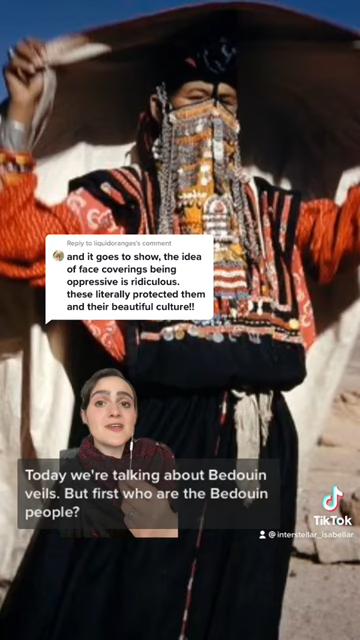 Reply to liquidoranges's comment
and it goes to show, the idea
of face coverings being
oppressive is ridiculous.
these literally protected them
and their beautiful culture!!
Today we're talking about Bedouin
veils. But first who are the Bedouin
people?
TikTok
@interstellar_isabellar